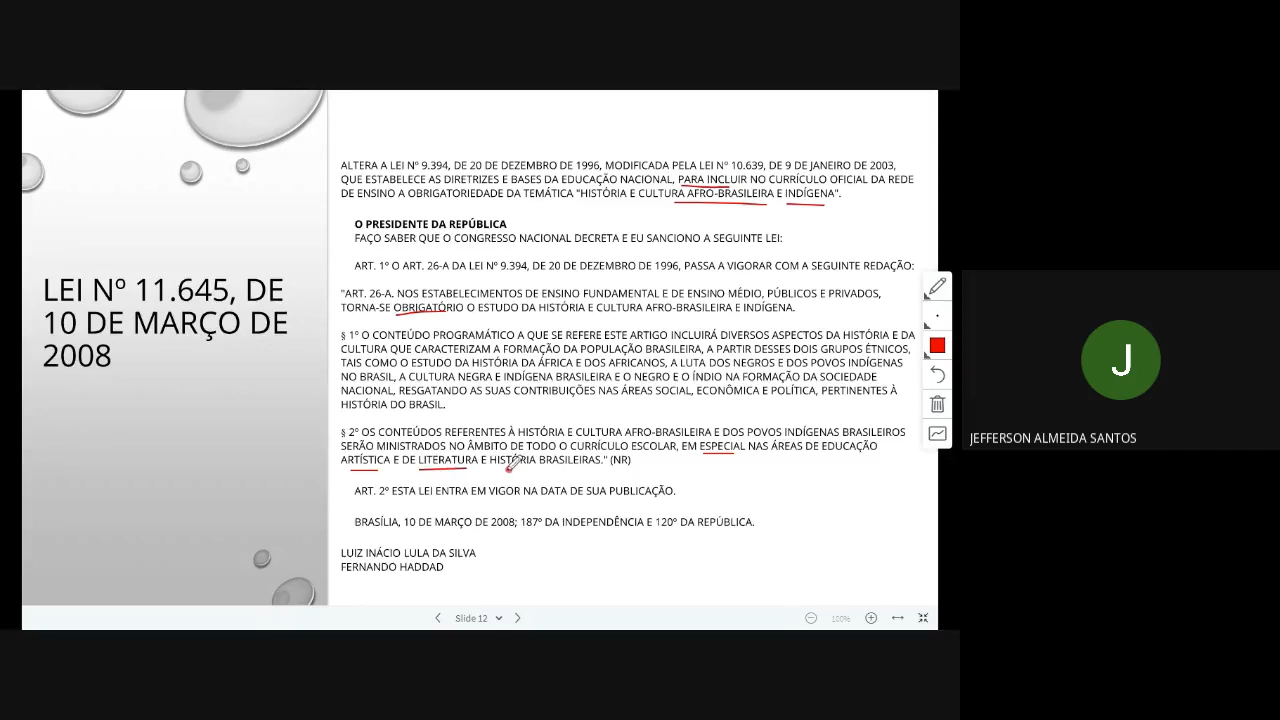 LEI Nº 11.645, DE
10 DE MARÇO DE
2008
ALTERA A LEI Nº 9.394, DE 20 DE DEZEMBRO DE 1996, MODIFICADA PELA LEI Nº 10.639, DE 9 DE JANEIRO DE 2003,
QUE ESTABELECE AS DIRETRIZES E BASES DA EDUCAÇÃO NACIONAL, PARA INCLUIR NO CURRÍCULO OFICIAL DA REDE
DE ENSINO A OBRIGATORIEDADE DA TEMÁTICA "HISTÓRIA E CULTURA AFRO-BRASILEIRA E INDÍGENA".
O PRESIDENTE DA REPÚBLICA
FAÇO SABER QUE O CONGRESSO NACIONAL DECRETA E EU SANCIONO A SEGUINTE LEI:
ART. 1º O ART. 26-A DA LEI Nº 9.394, DE 20 DE DEZEMBRO DE 1996, PASSA A VIGORAR COM A SEGUINTE REDAÇÃO:
"ART. 26-A. NOS ESTABELECIMENTOS DE ENSINO FUNDAMENTAL E DE ENSINO MÉDIO, PÚBLICOS E PRIVADOS,
TORNA-SE OBRIGATÓRIO O ESTUDO DA HISTÓRIA E CULTURA AFRO-BRASILEIRA E INDÍGENA.
§ 1º O CONTEÚDO PROGRAMÁTICO A QUE SE REFERE ESTE ARTIGO INCLUIRÁ DIVERSOS ASPECTOS DA HISTÓRIA E DA
CULTURA QUE CARACTERIZAM A FORMAÇÃO DA POPULAÇÃO BRASILEIRA, A PARTIR DESSES DOIS GRUPOS ÉTNICOS,
TAIS COMO O ESTUDO DA HISTÓRIA DA ÁFRICA E DOS AFRICANOS, A LUTA DOS NEGROS E DOS POVOS INDÍGENAS
NO BRASIL, A CULTURA NEGRA E INDÍGENA BRASILEIRA E O NEGRO E O ÍNDIO NA FORMAÇÃO DA SOCIEDADE
NACIONAL, RESGATANDO AS SUAS CONTRIBUIÇÕES NAS ÁREAS SOCIAL, ECONÔMICA E POLÍTICA, PERTINENTES À
HISTÓRIA DO BRASIL.
§ 2º OS CONTEÚDOS REFERENTES À HISTÓRIA E CULTURA AFRO-BRASILEIRA E DOS POVOS INDÍGENAS BRASILEIROS
SERÃO MINISTRADOS NO ÂMBITO DE TODO O CURRÍCULO ESCOLAR, EM ESPECIAL NAS ÁREAS DE EDUCAÇÃO
ARTÍSTICA E DE LITERATURA E HISTÓRIA BRASILEIRAS." (NR)
ART. 2º ESTA LEI ENTRA EM VIGOR NA DATA DE SUA PUBLICAÇÃO.
BRASÍLIA, 10 DE MARÇO DE 2008; 187º DA INDEPENDÊNCIA E 120º DA REPÚBLICA.
LUIZ INÁCIO LULA DA SILVA
FERNANDO HADDAD
Slide 12
100%
J
JEFFERSON ALMEIDA SANTOS